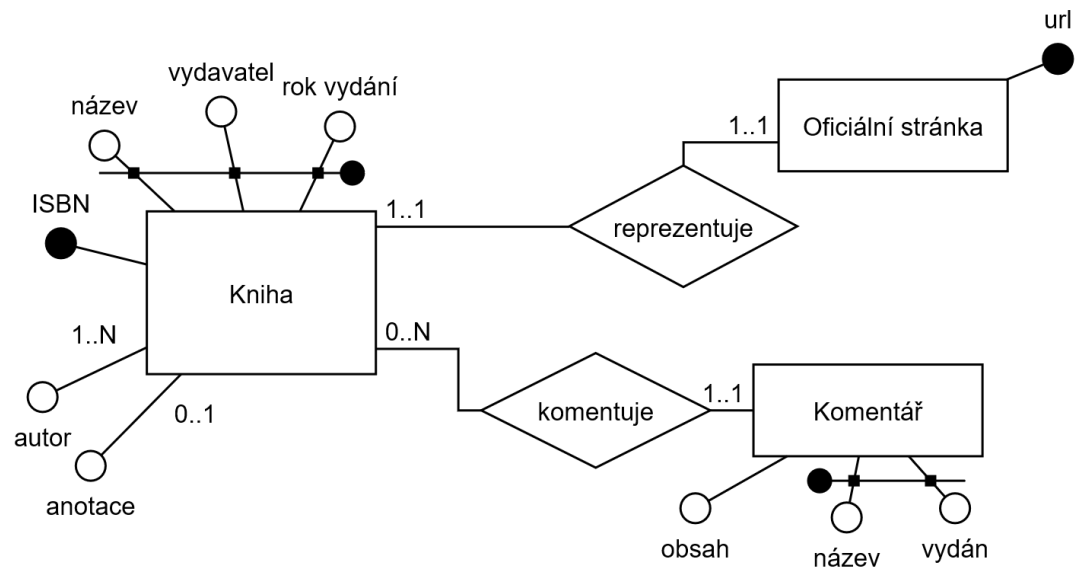 url
vydavatel
rok vydání
název
1..1
Oficiální stránka
ISBN
1..1
reprezentuje
Kniha
1..N
0..N
0..1
autor
anotace
komentuje
1..1
Komentář
obsah
název
vydán